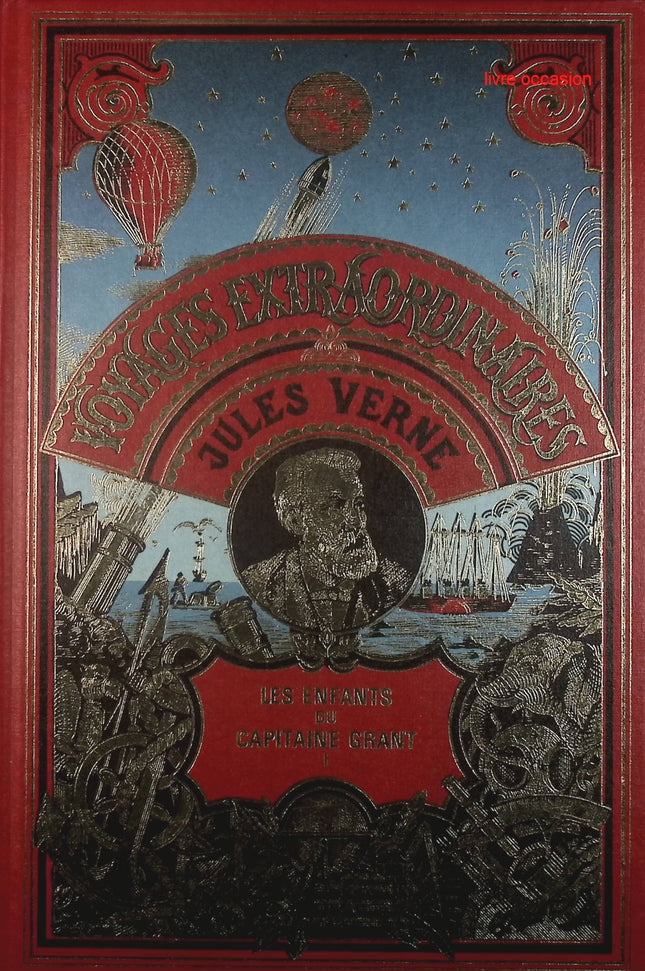 livre occasion
VOYAGES EXTRAORDINAIRES
JULES VERNE
LES ENFANTS
DU
CAPITAINE GRANT
I